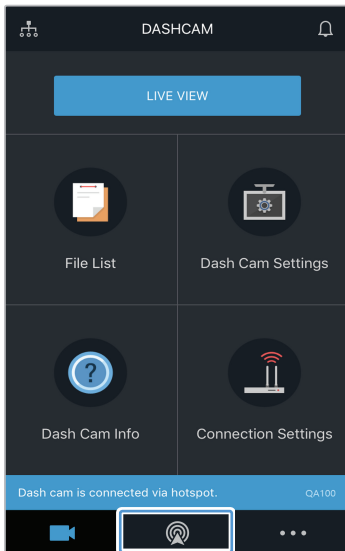 DASHCAM
LIVE VIEW
File List
Dash Cam Settings
?
Dash Cam Info
Connection Settings
Dash cam is connected via hotspot.
QA100